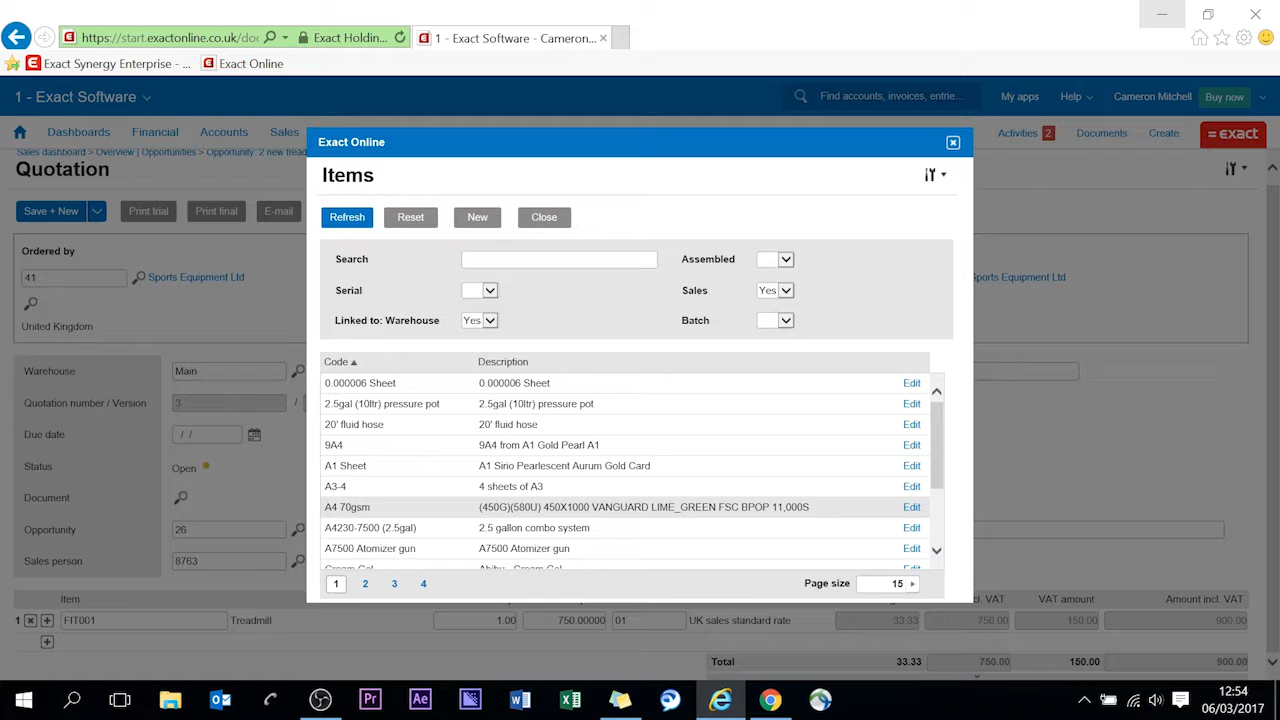 https://start.exactonline.co.uk/doc
Exact Holdin...
1 - Exact Software - Cameron...
Exact Synergy Enterprise - ...
Exact Online
1 - Exact Software
Find accounts, invoices, entrie...
My apps
Help
Cameron Mitchell
Buy now
Dashboards
Financial
Accounts
Sales
Activities 2
Documents
Create
= exact
Sales dashboard > Overview | Opportunities > Opportunity: 2 new tread
Quotation
Save + New
Print trial
Print final
E-mail
Ordered by
41
Sports Equipment Ltd
Sports Equipment Ltd
United Kingdom
Warehouse
Main
Quotation number / Version
3 /
Due date
/ /
Status
Open
Document
Opportunity
26
Sales person
8763
Exact Online
Items
Refresh
Reset
New
Close
Search
Assembled
Serial
Sales
Yes
Linked to: Warehouse
Yes
Batch
Code
Description
0.000006 Sheet 0.000006 Sheet Edit
2.5gal (10ltr) pressure pot 2.5gal (10ltr) pressure pot Edit
20' fluid hose 20' fluid hose Edit
9A4 9A4 from A1 Gold Pearl A1 Edit
A1 Sheet A1 Sirio Pearlescent Aurum Gold Card Edit
A3-4 4 sheets of A3 Edit
A4 70gsm (450G)(580U) 450X1000 VANGUARD LIME_GREEN FSC BPOP 11,000S Edit
A4230-7500 (2.5gal) 2.5 gallon combo system Edit
A7500 Atomizer gun A7500 Atomizer gun Edit
1 2 3 4
Page size 15
Item
VAT
VAT amount
Amount incl. VAT
1 FIT001 Treadmill 1.00 750.00000 01 UK sales standard rate 33.33 750.00 150.00 900.00
Total 33.33 750.00 150.00 900.00
12:54
06/03/2017